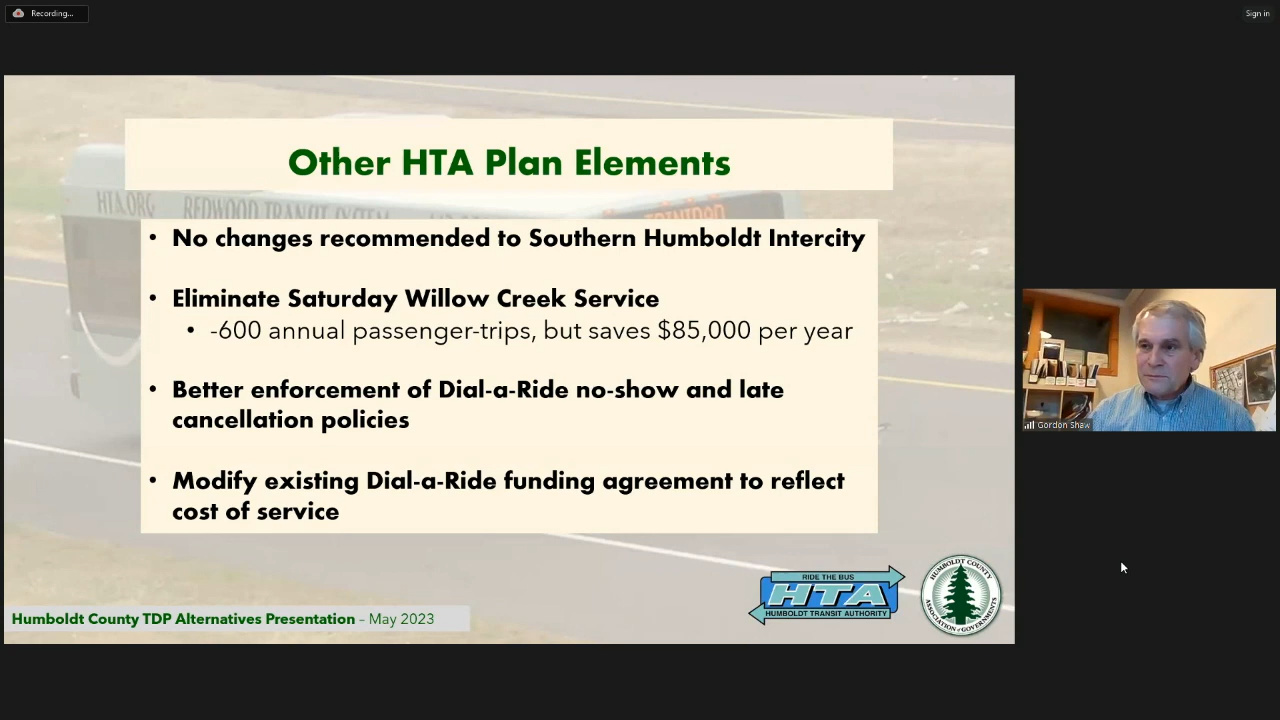 Recording...
Sign in
Other HTA Plan Elements
HTA.ORG REDWOOD TRANSIT SYSTEM
TRINIDAD
• No changes recommended to Southern Humboldt Intercity
• Eliminate Saturday Willow Creek Service
• -600 annual passenger-trips, but saves $85,000 per year
• Better enforcement of Dial-a-Ride no-show and late
cancellation policies
• Modify existing Dial-a-Ride funding agreement to reflect
cost of service
Gordon Shaw
RIDE THE BUS
HTA
HUMBOLDT TRANSIT AUTHORITY
HUMBOLDT COUNTY
ASSOCIATION of GOVERNMENTS
Humboldt County TDP Alternatives Presentation – May 2023